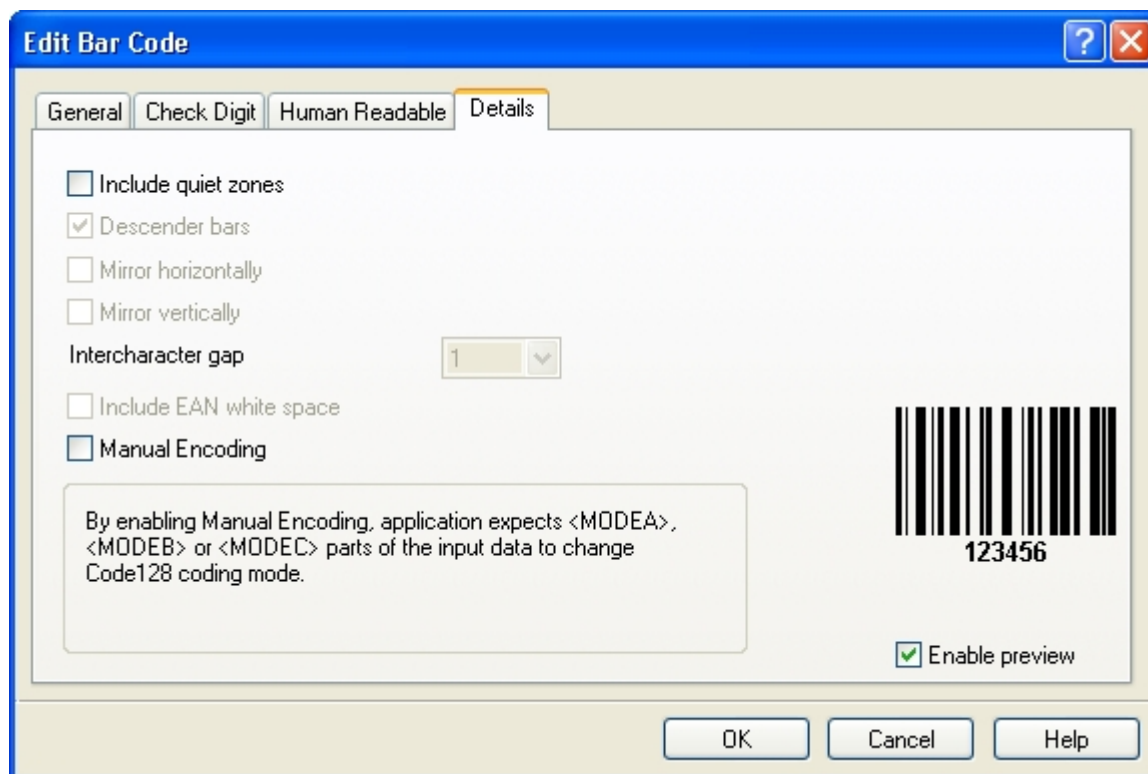 Edit Bar Code
General Check Digit Human Readable Details
Include quiet zones
Descender bars
Mirror horizontally
Mirror vertically
Intercharacter gap 1
Include EAN white space
Manual Encoding
By enabling Manual Encoding, application expects <MODEA>,
<MODEB> or <MODEC> parts of the input data to change
Code128 coding mode.
123456
Enable preview
OK Cancel Help